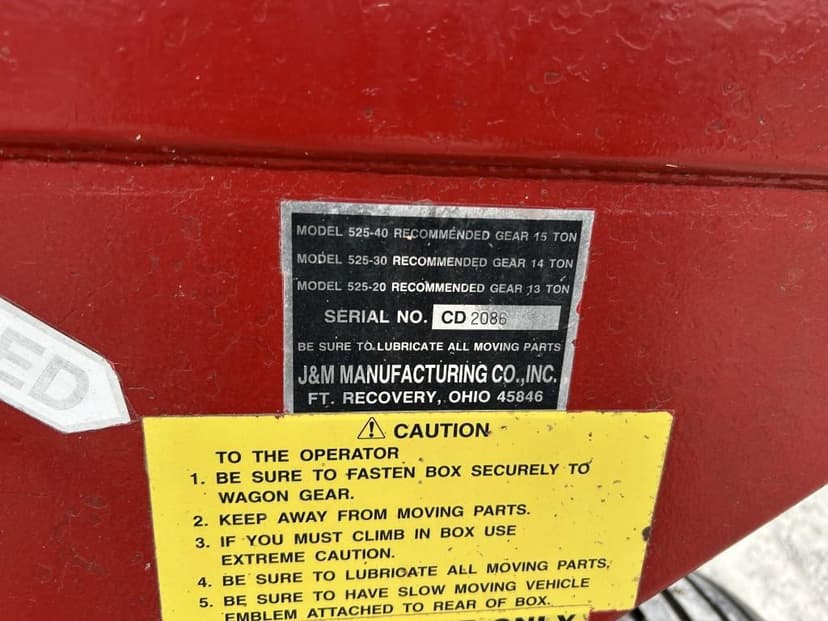 MODEL 525-40 RECOMMENDED GEAR 15 TON
MODEL 525-30 RECOMMENDED GEAR 14 TON
MODEL 525-20 RECOMMENDED GEAR 13 TON
SERIAL NO. CD 2086
BE SURE TO LUBRICATE ALL MOVING PARTS
J&M MANUFACTURING CO.,INC.
FT. RECOVERY, OHIO 45846
ED
CAUTION
TO THE OPERATOR
1. BE SURE TO FASTEN BOX SECURELY TO
WAGON GEAR.
2. KEEP AWAY FROM MOVING PARTS.
3. IF YOU MUST CLIMB IN BOX USE
EXTREME CAUTION.
4. BE SURE TO LUBRICATE ALL MOVING PARTS.
5. BE SURE TO HAVE SLOW MOVING VEHICLE
EMBLEM ATTACHED TO REAR OF BOX.
ONLY